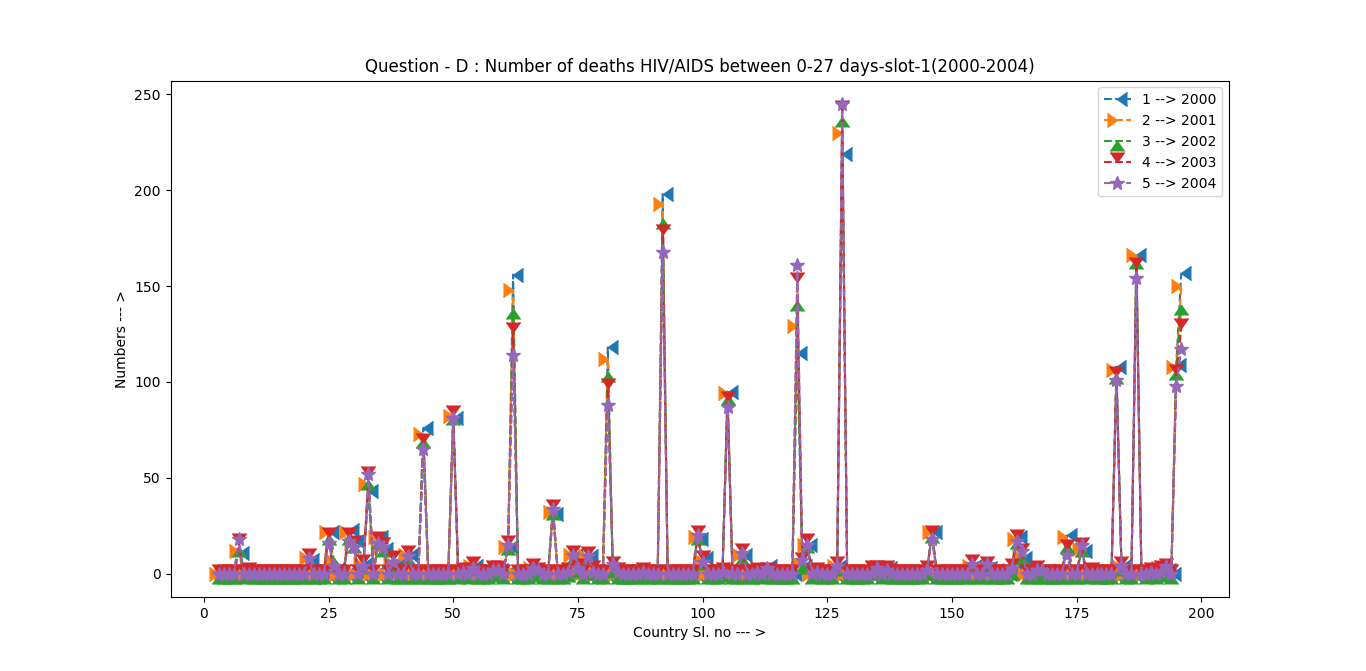 Question - D : Number of deaths HIV/AIDS between 0-27 days-slot-1(2000-2004)
250
200
150
100
50
0
Numbers --- >
0 25 50 75 100 125 150 175 200
Country Sl. no --- >
1 --> 2000
2 --> 2001
3 --> 2002
4 --> 2003
5 --> 2004